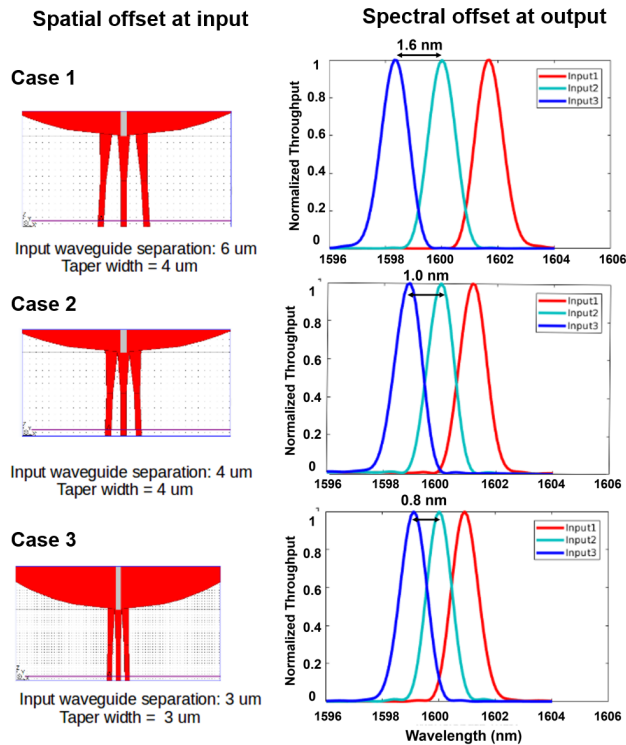 Spatial offset at input
Spectral offset at output
Case 1
Input waveguide separation: 6 um
Taper width = 4 um
1.6 nm
Normalized Throughput
1
0.8
0.6
0.4
0.2
0
1596
1598
1600
1602
1604
1606
Input1
Input2
Input3
Case 2
Input waveguide separation: 4 um
Taper width = 4 um
1.0 nm
Normalized Throughput
1
0.8
0.6
0.4
0.2
0
1596
1598
1600
1602
1604
1606
Input1
Input2
Input3
Case 3
Input waveguide separation: 3 um
Taper width = 3 um
0.8 nm
Normalized Throughput
1
0.8
0.6
0.4
0.2
0
1596
1598
1600
1602
1604
1606
Input1
Input2
Input3
Wavelength (nm)